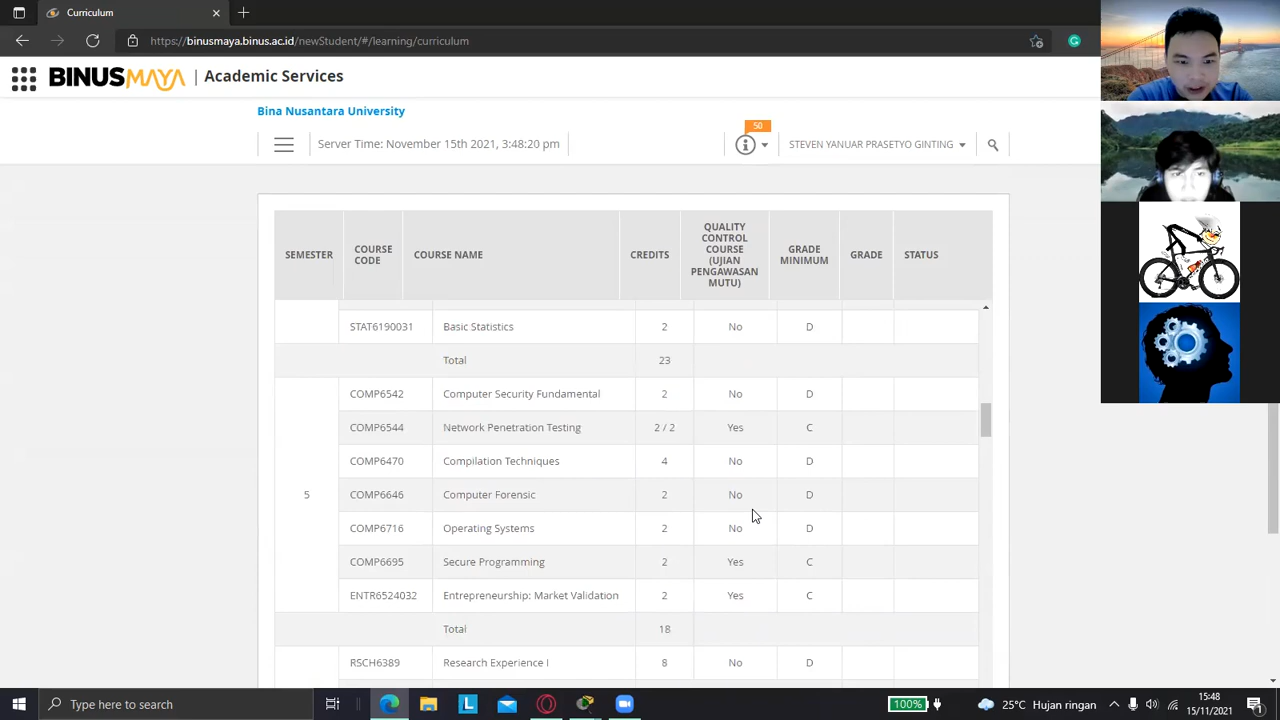 Curriculum
https://binusmaya.binus.ac.id/newStudent/#/learning/curriculum
BINUSMAYA | Academic Services
Bina Nusantara University
Server Time: November 15th 2021, 3:48:20 pm
50
STEVEN YANUAR PRASETYO GINTING
SEMESTER COURSE CODE COURSE NAME CREDITS QUALITY CONTROL COURSE (UJIAN PENGAWASAN MUTU) GRADE MINIMUM GRADE STATUS
STAT6190031 Basic Statistics 2 No D
Total 23
COMP6542 Computer Security Fundamental 2 No D
COMP6544 Network Penetration Testing 2 / 2 Yes C
COMP6470 Compilation Techniques 4 No D
5 COMP6646 Computer Forensic 2 No D
COMP6716 Operating Systems 2 No D
COMP6695 Secure Programming 2 Yes C
ENTR6524032 Entrepreneurship: Market Validation 2 Yes C
Total 18
RSCH6389 Research Experience I 8 No D
Type here to search
100%
25°C Hujan ringan
15:48
15/11/2021
1